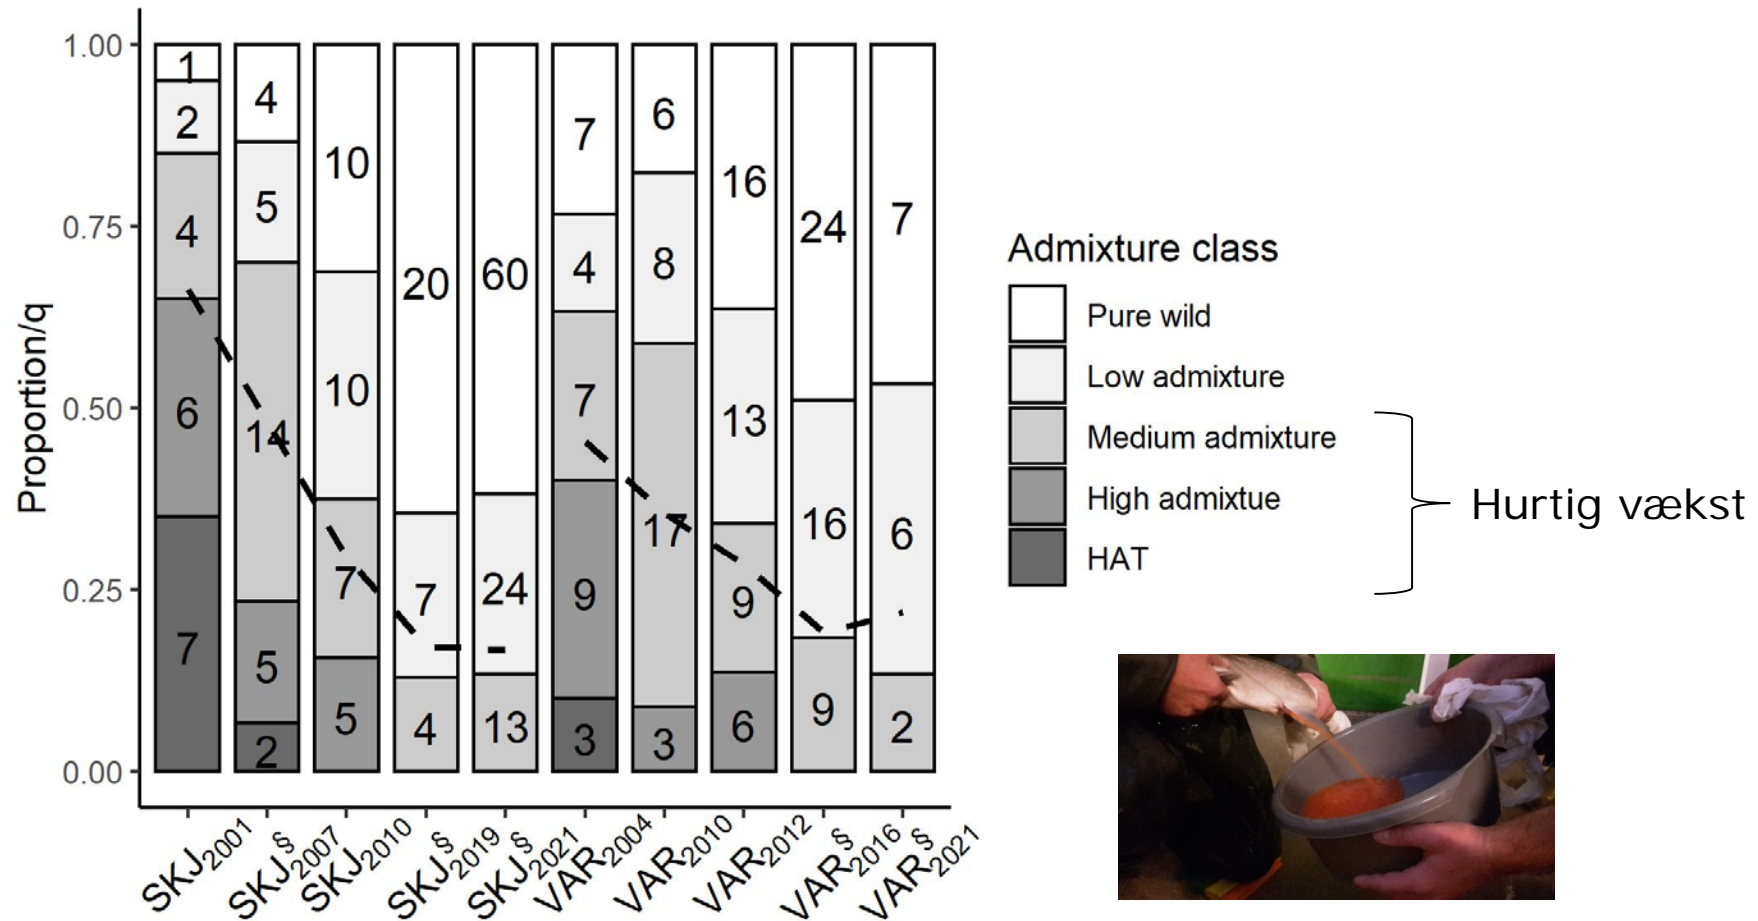 Proportion/q
1.00
0.75
0.50
0.25
0.00
1
2
4
6
7
4
5
14
5
2
10
10
7
5
20
7
4
60
24
13
7
4
7
9
3
6
8
17
3
16
13
9
6
24
16
9
7
6
2
SKJ2001
SKJ§2007
SKJ2010
SKJ§2019
SKJ§2021
VAR2004
VAR2010
VAR2012
VAR§2016
VAR§2021
Admixture class
Pure wild
Low admixture
Medium admixture
High admixtue
HAT
Hurtig vækst